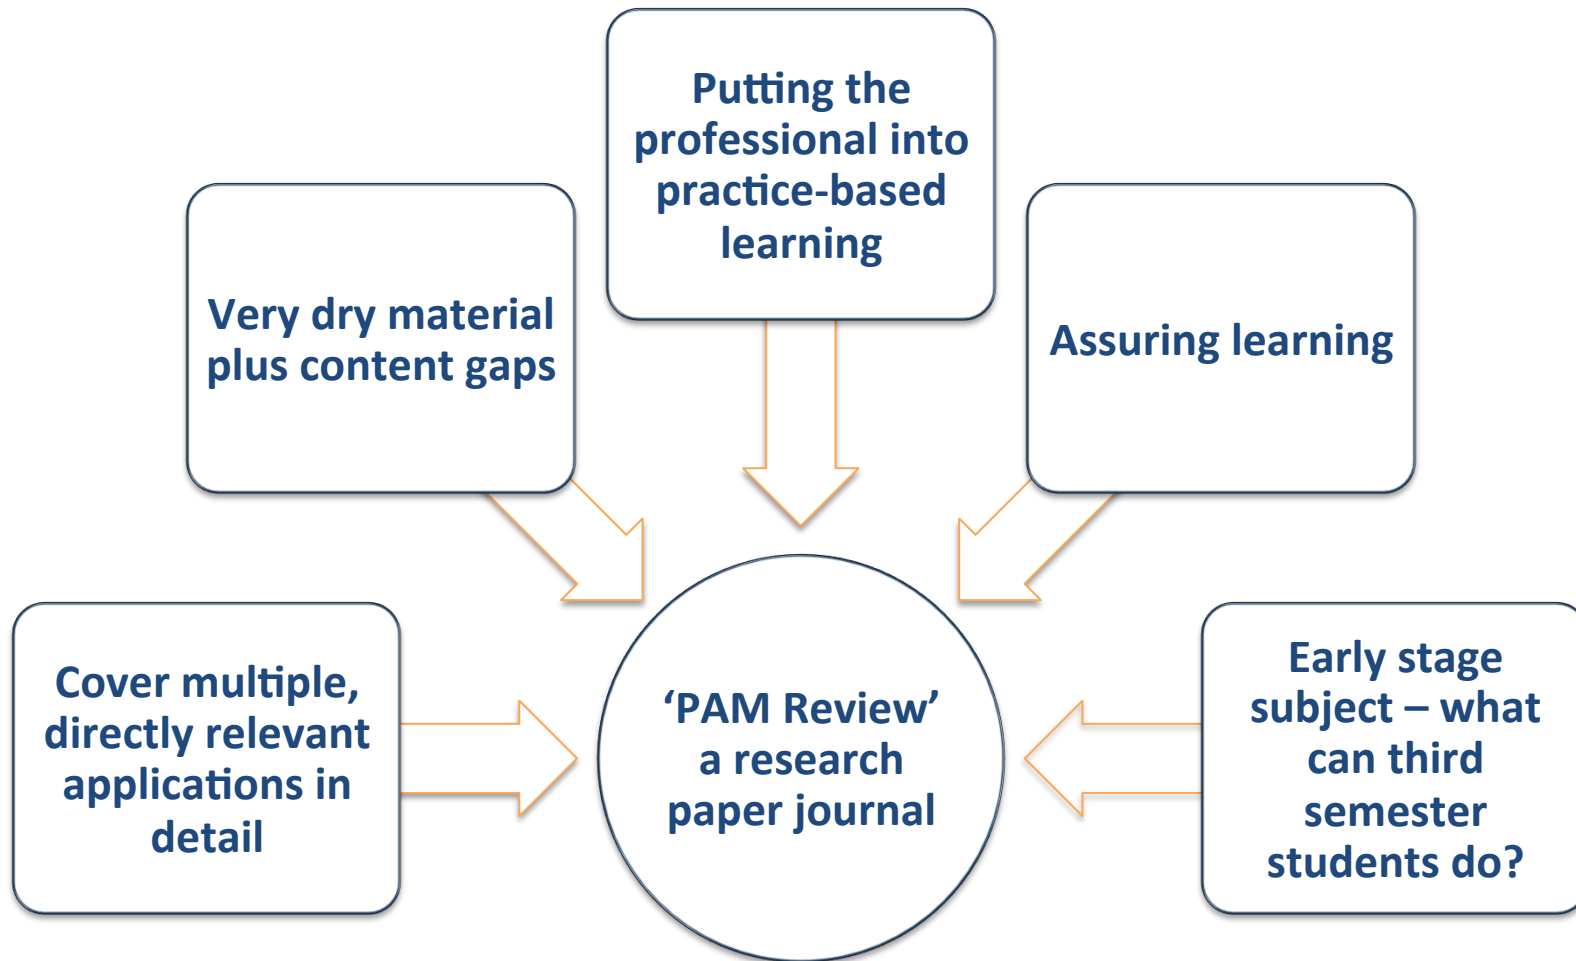 Putting the
professional into
practice-based
learning
Very dry material
plus content gaps
Assuring learning
Cover multiple,
directly relevant
applications in
detail
‘PAM Review’
a research
paper journal
Early stage
subject – what
can third
semester
students do?